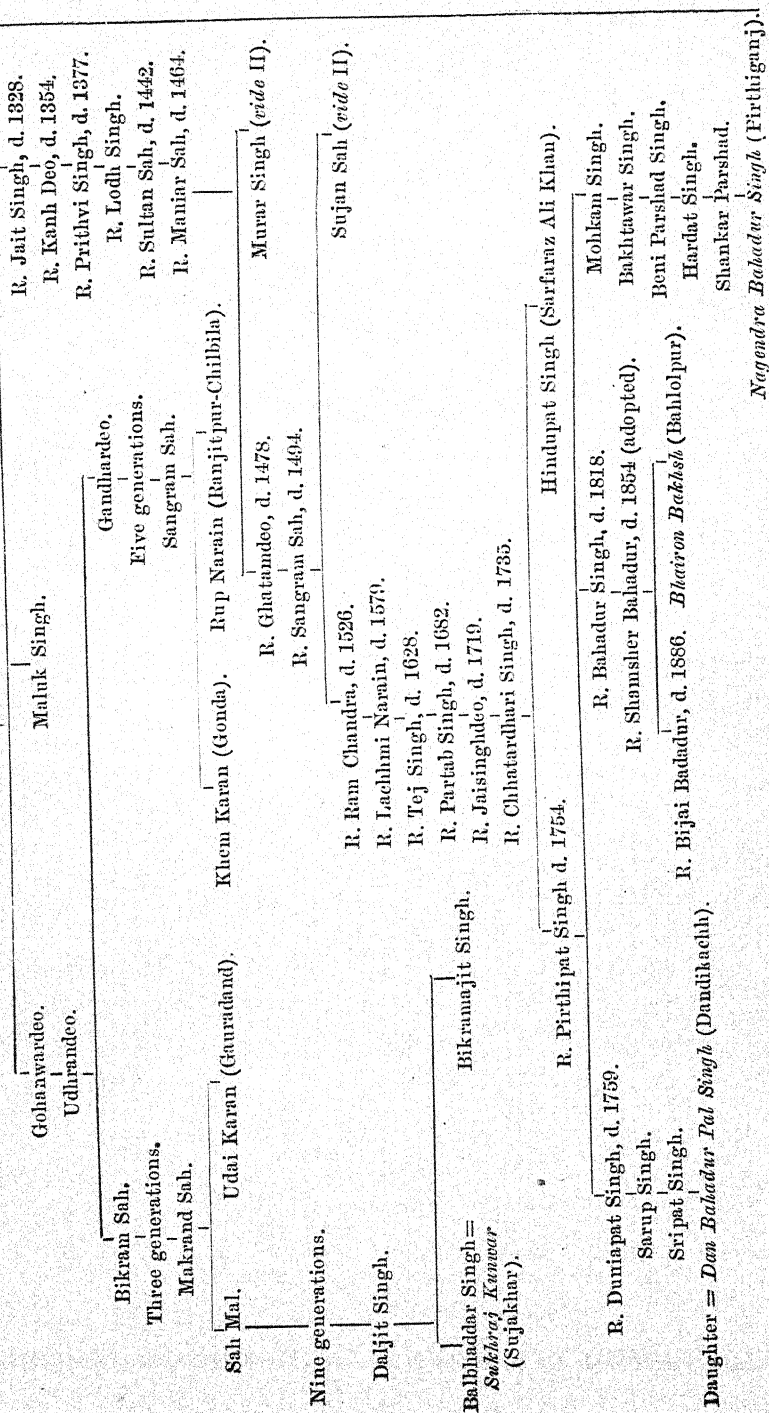 R. Jait Singh, d. 1328.
Gohanwardeo.
Maluk Singh.
R. Kanh Deo, d. 1354.
Udhrandeo.
R. Prithvi Singh, d. 1377.
Gandhardeo.
R. Lodh Singh.
Bikram Sah.
Five generations.
R. Sultan Sah, d. 1442.
Three generations.
Sangram Sah.
R. Maniar Sah, d. 1464.
Makrand Sah.
Sah Mal.
Udai Karan (Gauradand).
Khem Karan (Gonda).
Rup Narain (Ranjitpur-Chilbila).
R. Ghatamdeo, d. 1478.
Murar Singh (vide II).
Nine generations.
R. Sangram Sah, d. 1494.
Daljit Singh.
R. Ram Chandra, d. 1526.
Sujan Sah (vide II).
R. Lachhmi Narain, d. 1579.
R. Tej Singh, d. 1628.
Balbhaddar Singh=
Sukhraj Kunwar
(Sujakhar).
Bikramajit Singh.
R. Partab Singh, d. 1682.
R. Jaisinghdeo, d. 1719.
R. Chhatardhari Singh, d. 1735.
R. Pirthipat Singh d. 1754.
Hindupat Singh (Sarfaraz Ali Khan).
R. Duniapat Singh, d. 1759.
R. Bahadur Singh, d. 1818.
Mohkam Singh.
Sarup Singh.
R. Shamsher Bahadur, d. 1854 (adopted).
Bakhtawar Singh.
Sripat Singh.
Beni Parshad Singh.
Daughter = Dan Bahadur Pal Singh (Dandikachh).
R. Bijai Badadur, d. 1886.
Bhairon Bakhsh (Bahlolpur).
Hardat Singh.
Shankar Parshad.
Nagendra Bahadur Singh (Firthiganj).